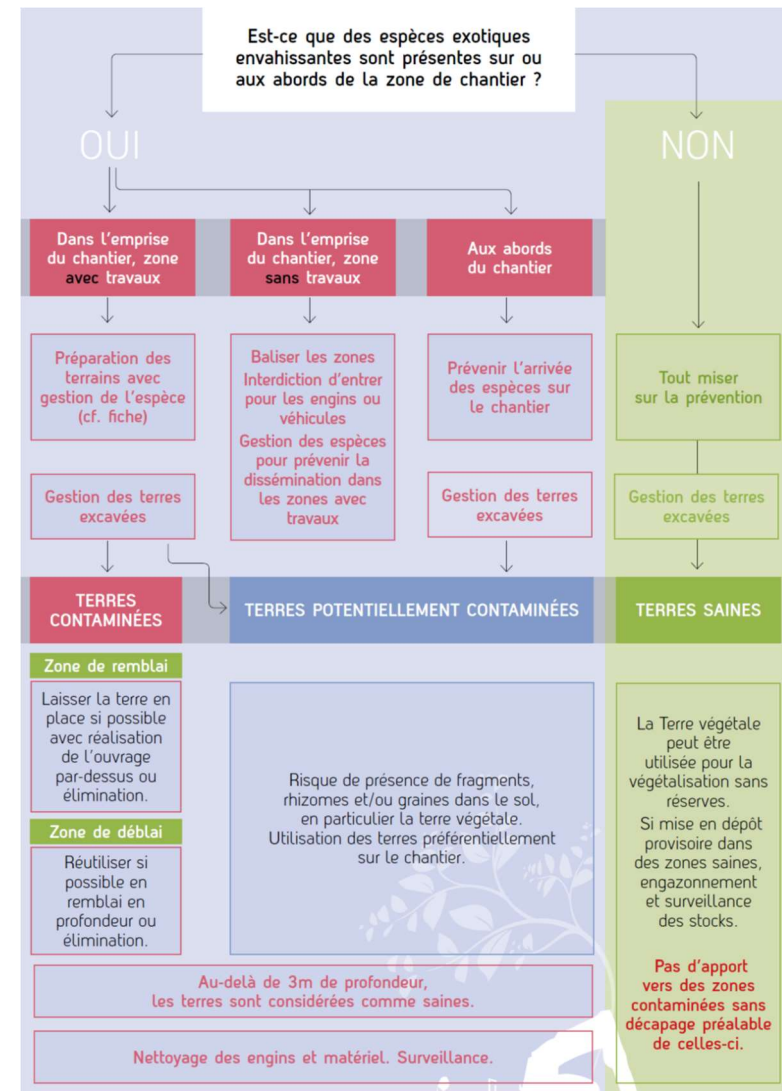 Est-ce que des espèces exotiques
envahissantes sont présentes sur ou
aux abords de la zone de chantier ?
OUI
NON
Dans l'emprise
du chantier, zone
avec travaux
Dans l'emprise
du chantier, zone
sans travaux
Aux abords
du chantier
Préparation des
terrains avec
gestion de l'espèce
(cf. fiche)
Baliser les zones
Interdiction d'entrer
pour les engins ou
véhicules
Gestion des espèces
pour prévenir la
dissémination dans
les zones avec
travaux
Prévenir l'arrivée
des espèces sur
le chantier
Tout miser
sur la prévention
Gestion des terres
excavées
Gestion des terres
excavées
Gestion des terres
excavées
TERRES
CONTAMINÉES
TERRES POTENTIELLEMENT CONTAMINÉES
TERRES SAINES
Zone de remblai
Laisser la terre en
place si possible
avec réalisation
de l'ouvrage
par-dessus ou
élimination.
Zone de déblai
Réutiliser si
possible en
remblai en
profondeur ou
élimination.
Risque de présence de fragments,
rhizomes et/ou graines dans le sol,
en particulier la terre végétale.
Utilisation des terres préférentiellement
sur le chantier.
La Terre végétale
peut être
utilisée pour la
végétalisation sans
réserves.
Si mise en dépôt
provisoire dans
des zones saines,
engazonnement
et surveillance
des stocks.
Pas d'apport
vers des zones
contaminées sans
décapage préalable
de celles-ci.
Au-delà de 3m de profondeur,
les terres sont considérées comme saines.
Nettoyage des engins et matériel. Surveillance.